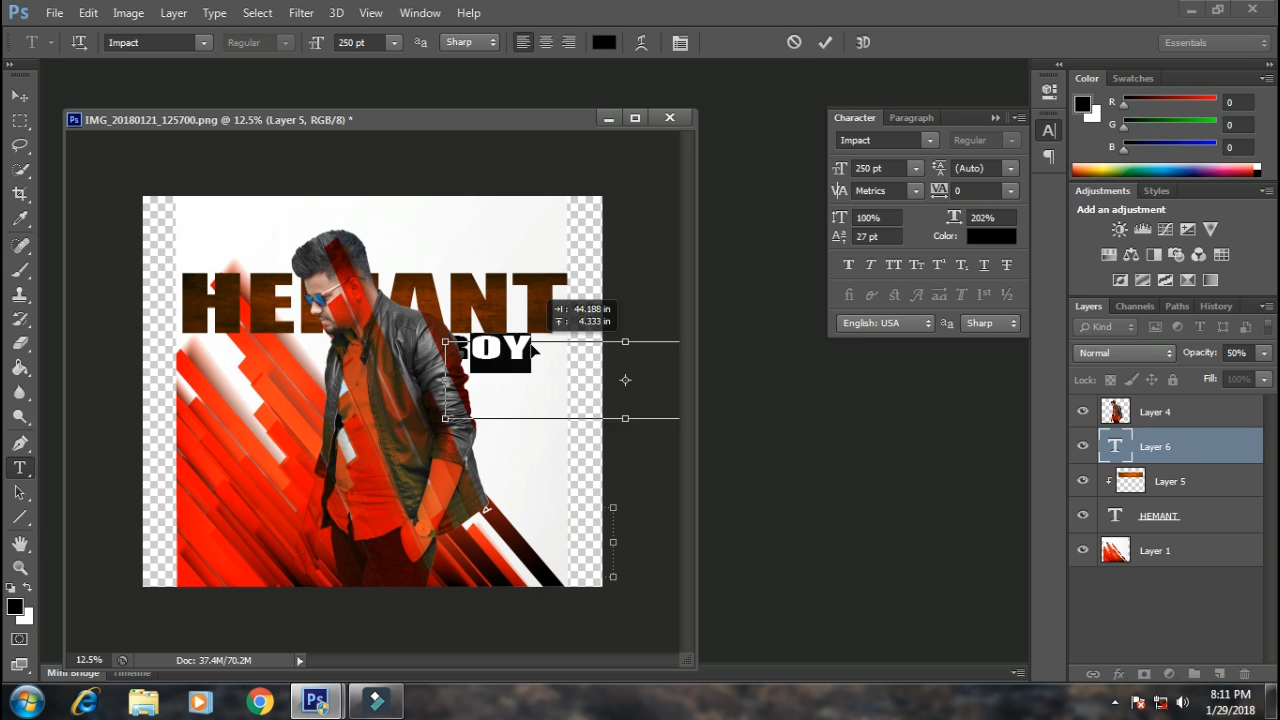 Ps File Edit Image Layer Type Select Filter 3D View Window Help
T Impact Regular 250 pt aa Sharp 3D Essentials
IMG_20180121_125700.png @ 12.5% (Layer 5, RGB/8) *
HEMANT
BOY
44.188 in
4.333 in
12.5% Doc: 37.4M/70.2M
Mini Bridge Timeline
Character Paragraph
Impact Regular
250 pt (Auto)
Metrics 0
100% 202%
27 pt Color:
English: USA aa Sharp
Color Swatches
R 0
G 0
B 0
Adjustments Styles
Add an adjustment
Layers Channels Paths History
Kind
Normal Opacity: 50%
Lock: Fill: 100%
Layer 4
Layer 6
Layer 5
HEMANT
Layer 1
8:11 PM
1/29/2018